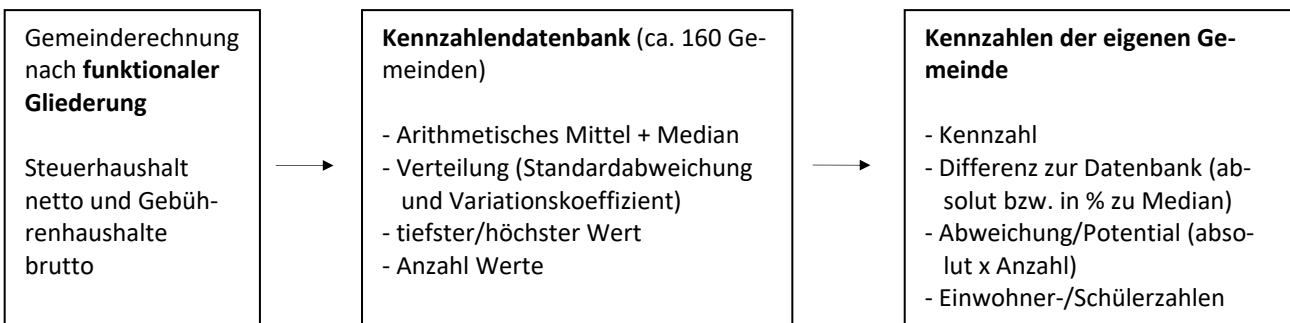 Gemeinderechnung
nach funktionaler
Gliederung
Steuerhaushalt
netto und Gebüh-
renhaushalte
brutto
Kennzahlendatenbank (ca. 160 Ge-
meinden)
- Arithmetisches Mittel + Median
- Verteilung (Standardabweichung
und Variationskoeffizient)
- tiefster/höchster Wert
- Anzahl Werte
Kennzahlen der eigenen Ge-
meinde
- Kennzahl
- Differenz zur Datenbank (ab-
solut bzw. in % zu Median)
- Abweichung/Potential (abso-
lut x Anzahl)
- Einwohner-/Schülerzahlen